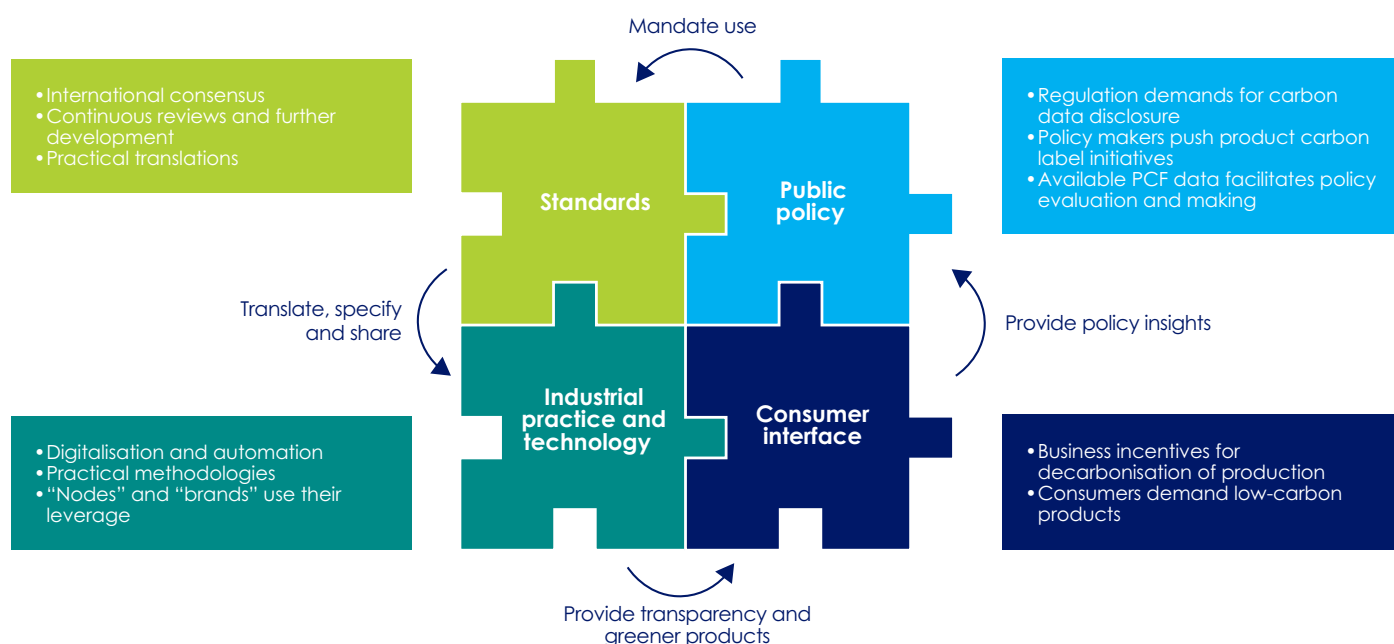 Mandate use
• International consensus
• Continuous reviews and further
development
• Practical translations
• Regulation demands for carbon
data disclosure
• Policy makers push product carbon
label initiatives
• Available PCF data facilitates policy
evaluation and making
Standards
Public
policy
Translate, specify
and share
Provide policy insights
Industrial
practice and
technology
Consumer
interface
• Digitalisation and automation
• Practical methodologies
• “Nodes” and “brands” use their
leverage
• Business incentives for
decarbonisation of production
• Consumers demand low-carbon
products
Provide transparency and
greener products